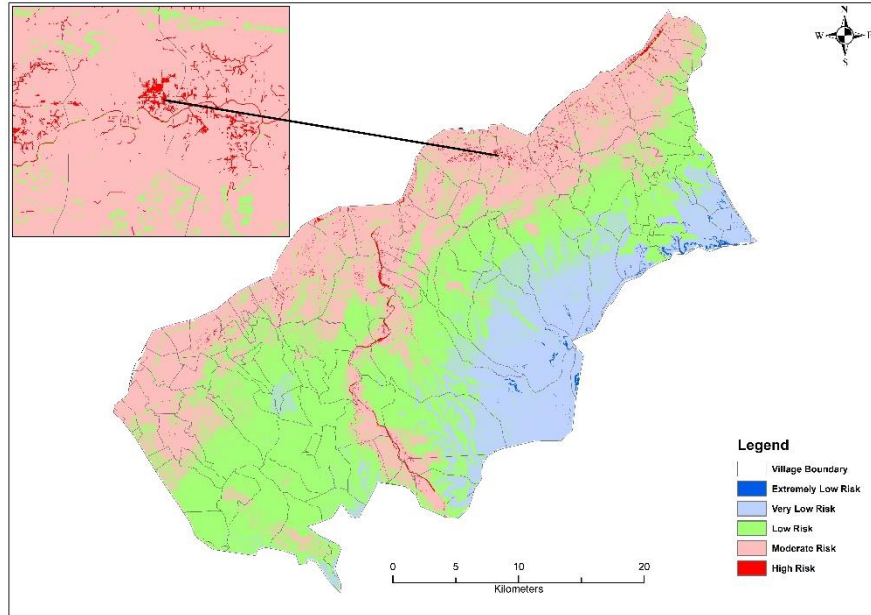 N
W
E
S
Legend
Village Boundary
Extremely Low Risk
Very Low Risk
Low Risk
Moderate Risk
High Risk
0 5 10 20
Kilometers